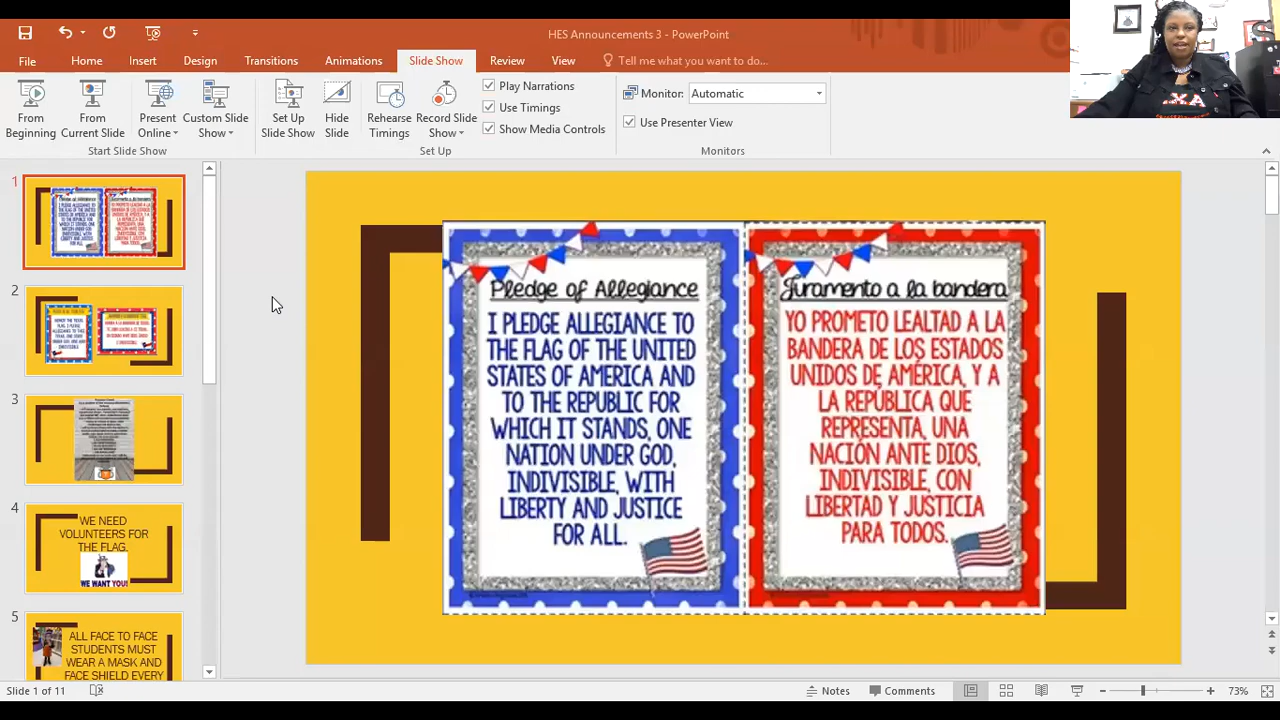 HES Announcements 3 - PowerPoint
File Home Insert Design Transitions Animations Slide Show Review View Tell me what you want to do...
From Beginning
From Current Slide
Present Online
Custom Slide Show
Start Slide Show
Set Up Slide Show
Hide Slide
Rehearse Timings
Record Slide Show
Play Narrations
Use Timings
Show Media Controls
Set Up
Monitor: Automatic
Use Presenter View
Monitors
1
2
3
4
WE NEED
VOLUNTEERS FOR
THE FLAG.
WE WANT YOU!
5
ALL FACE TO FACE
STUDENTS MUST
WEAR A MASK AND
FACE SHIELD EVERY
Pledge of Allegiance
I PLEDGE ALLEGIANCE TO
THE FLAG OF THE UNITED
STATES OF AMERICA AND
TO THE REPUBLIC FOR
WHICH IT STANDS, ONE
NATION UNDER GOD,
INDIVISIBLE, WITH
LIBERTY AND JUSTICE
FOR ALL.
Juramento a la bandera
YO PROMETO LEALTAD A LA
BANDERA DE LOS ESTADOS
UNIDOS DE AMÉRICA, Y A
LA REPÚBLICA QUE
REPRESENTA, UNA
NACIÓN ANTE DIOS,
INDIVISIBLE, CON
LIBERTAD Y JUSTICIA
PARA TODOS.
Slide 1 of 11
Notes Comments 73%